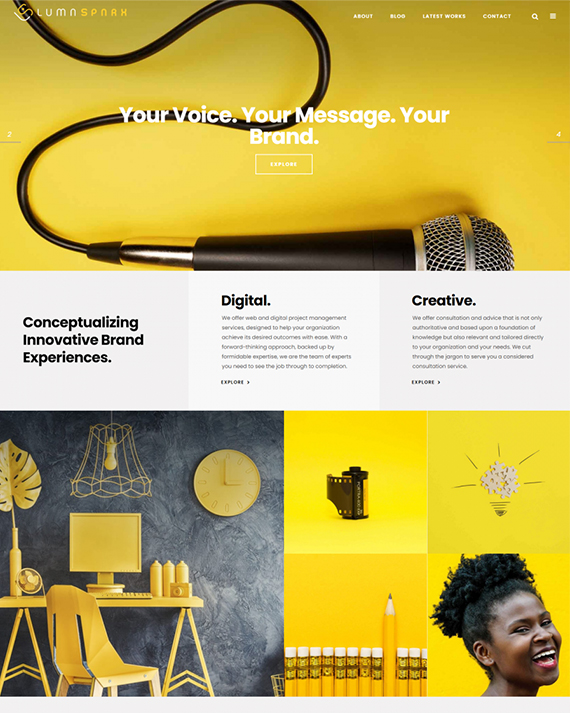 LUMNSPARK
ABOUT
BLOG
LATEST WORKS
CONTACT
Your Voice. Your Message. Your
Brand.
2
4
EXPLORE
Conceptualizing
Innovative Brand
Experiences.
Digital.
We offer web and digital project management
services, designed to help your organization
achieve its desired outcomes with ease. With a
forward-thinking approach, backed up by
formidable expertise, we are the team of experts
you need to see the job through to completion.
EXPLORE
Creative.
We offer consultation and advice that is not only
authoritative and based upon a foundation of
knowledge but also relevant and tailored directly
to your organization and your needs. We cut
through the jargon to serve you a considered
consultation service.
EXPLORE